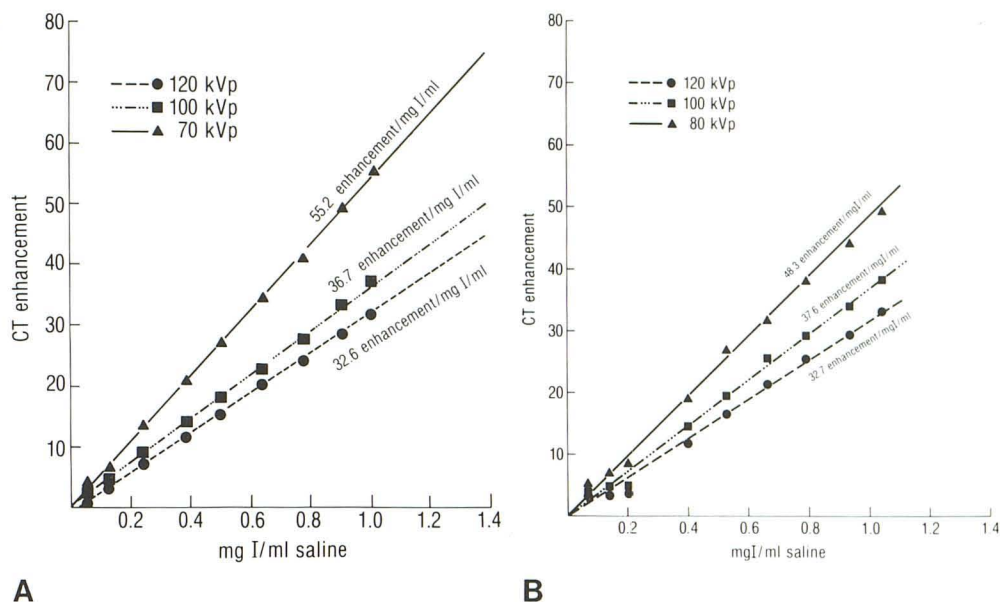 80
70
60
50
40
30
20
10
CT enhancement
120 kVp
100 kVp
70 kVp
55.2 enhancement/mg I/ml
36.7 enhancement/mg I/ml
32.6 enhancement/mg I/ml
0.2 0.4 0.6 0.8 1.0 1.2 1.4
mg I/ml saline
A
80
70
60
50
40
30
20
10
CT enhancement
120 kVp
100 kVp
80 kVp
48.3 enhancement/mgI/ml
37.6 enhancement/mgI/ml
32.7 enhancement/mgI/ml
0.2 0.4 0.6 0.8 1.0 1.2 1.4
mgI/ml saline
B